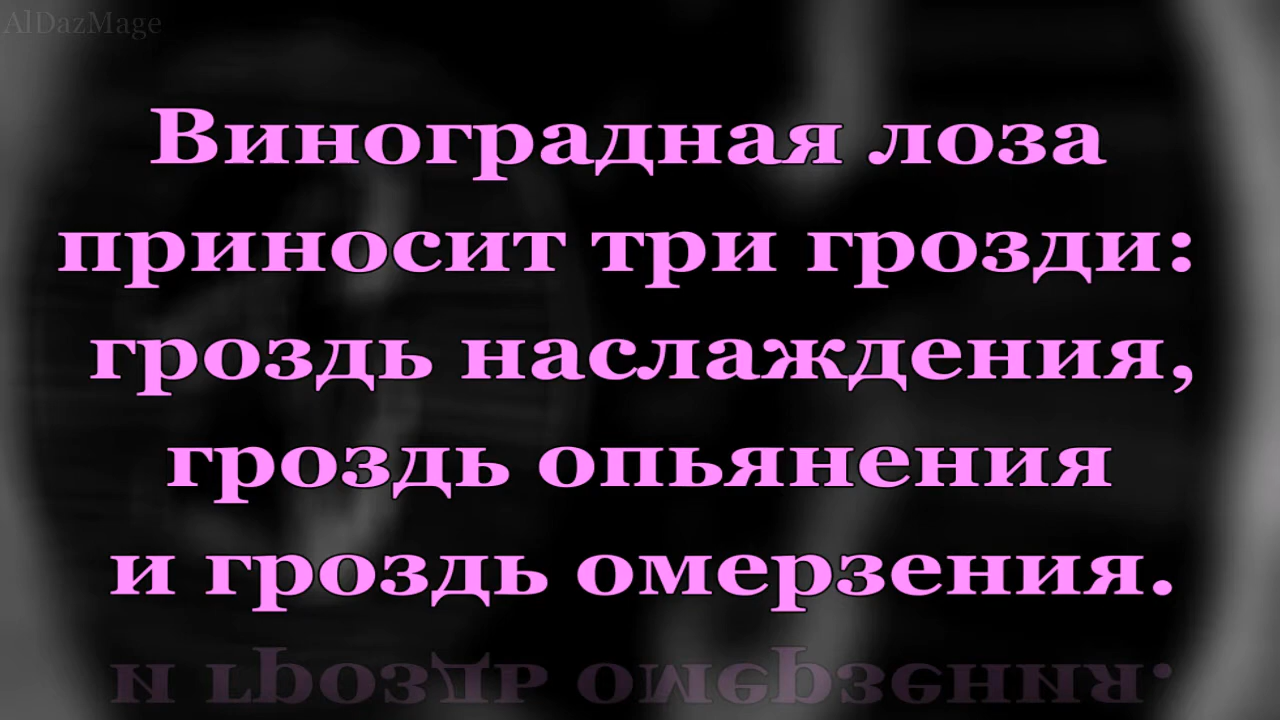 AlDazMage
Виноградная лоза
приносит три грозди:
гроздь наслаждения,
гроздь опьянения
и гроздь омерзения.